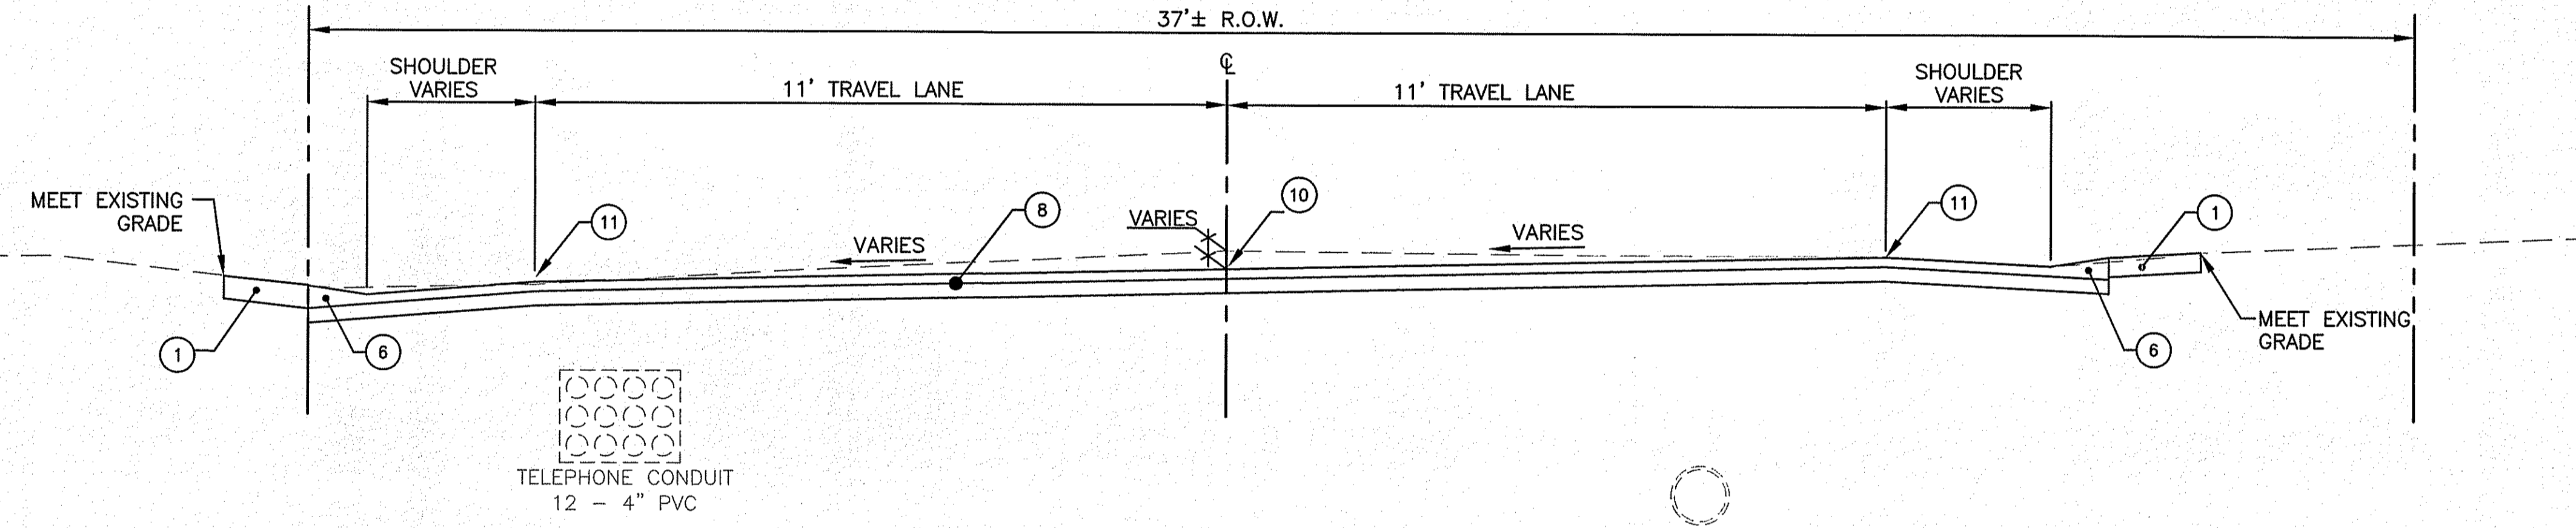 37'± R.O.W.
℄
SHOULDER
VARIES
11' TRAVEL LANE
11' TRAVEL LANE
SHOULDER
VARIES
MEET EXISTING
GRADE
11
VARIES
8
VARIES
10
VARIES
11
1
1
6
6
MEET EXISTING
GRADE
TELEPHONE CONDUIT
12 - 4" PVC